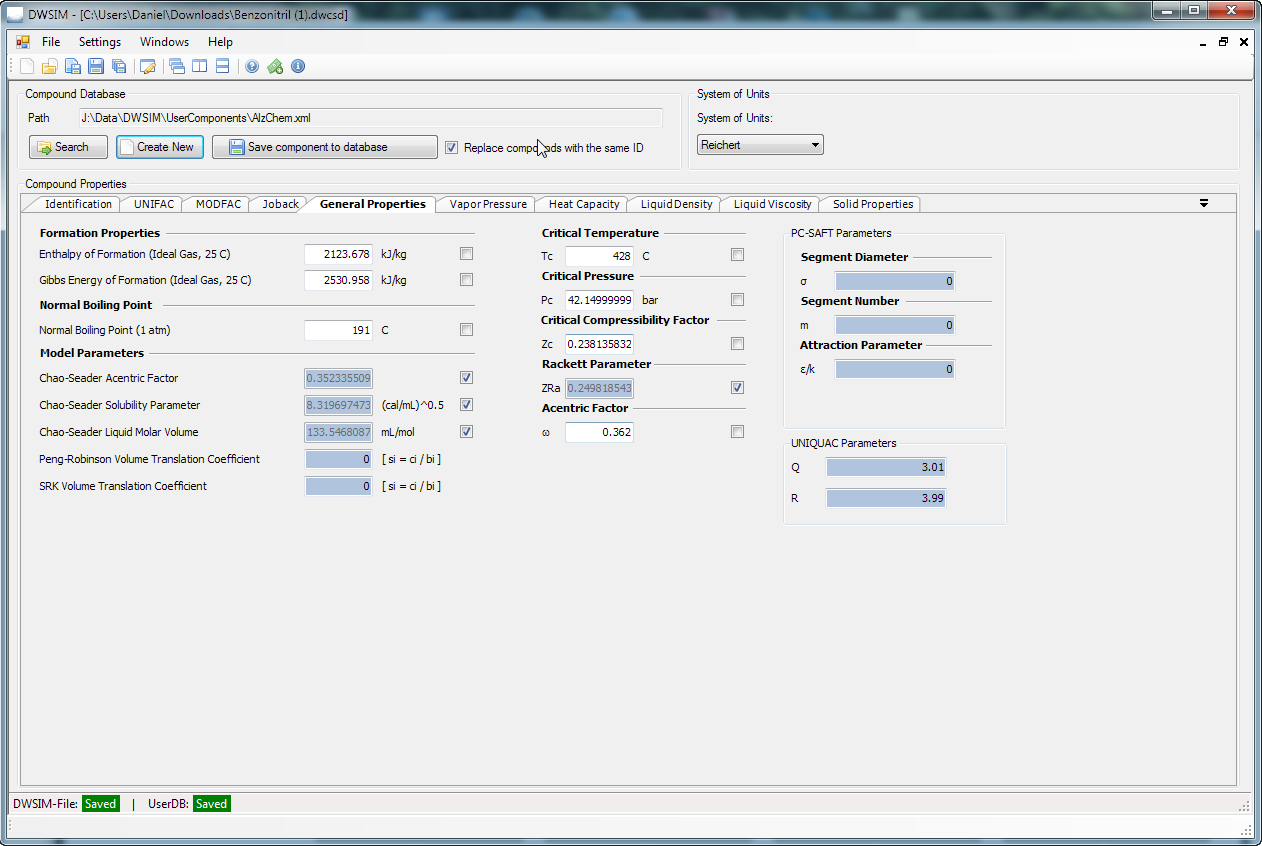 DWSIM - [C:\Users\Daniel\Downloads\Benzonitril (1).dwcsd]
File Settings Windows Help
Compound Database
Path J:\Data\DWSIM\UserComponents\AlzChem.xml
Search Create New Save component to database Replace compounds with the same ID
System of Units
System of Units:
Reichert
Compound Properties
Identification UNIFAC MODFAC Joback General Properties Vapor Pressure Heat Capacity Liquid Density Liquid Viscosity Solid Properties
Formation Properties
Enthalpy of Formation (Ideal Gas, 25 C) 2123.678 kJ/kg
Gibbs Energy of Formation (Ideal Gas, 25 C) 2530.958 kJ/kg
Normal Boiling Point
Normal Boiling Point (1 atm) 191 C
Model Parameters
Chao-Seader Acentric Factor 0.352335509
Chao-Seader Solubility Parameter 8.319697473 (cal/mL)^0.5
Chao-Seader Liquid Molar Volume 133.5468087 mL/mol
Peng-Robinson Volume Translation Coefficient 0 [ si = ci / bi ]
SRK Volume Translation Coefficient 0 [ si = ci / bi ]
Critical Temperature
Tc 428 C
Critical Pressure
Pc 42.14999999 bar
Critical Compressibility Factor
Zc 0.238135832
Rackett Parameter
ZRa 0.249818543
Acentric Factor
ω 0.362
PC-SAFT Parameters
Segment Diameter
σ 0
Segment Number
m 0
Attraction Parameter
ε/k 0
UNIQUAC Parameters
Q 3.01
R 3.99
DWSIM-File: Saved | UserDB: Saved